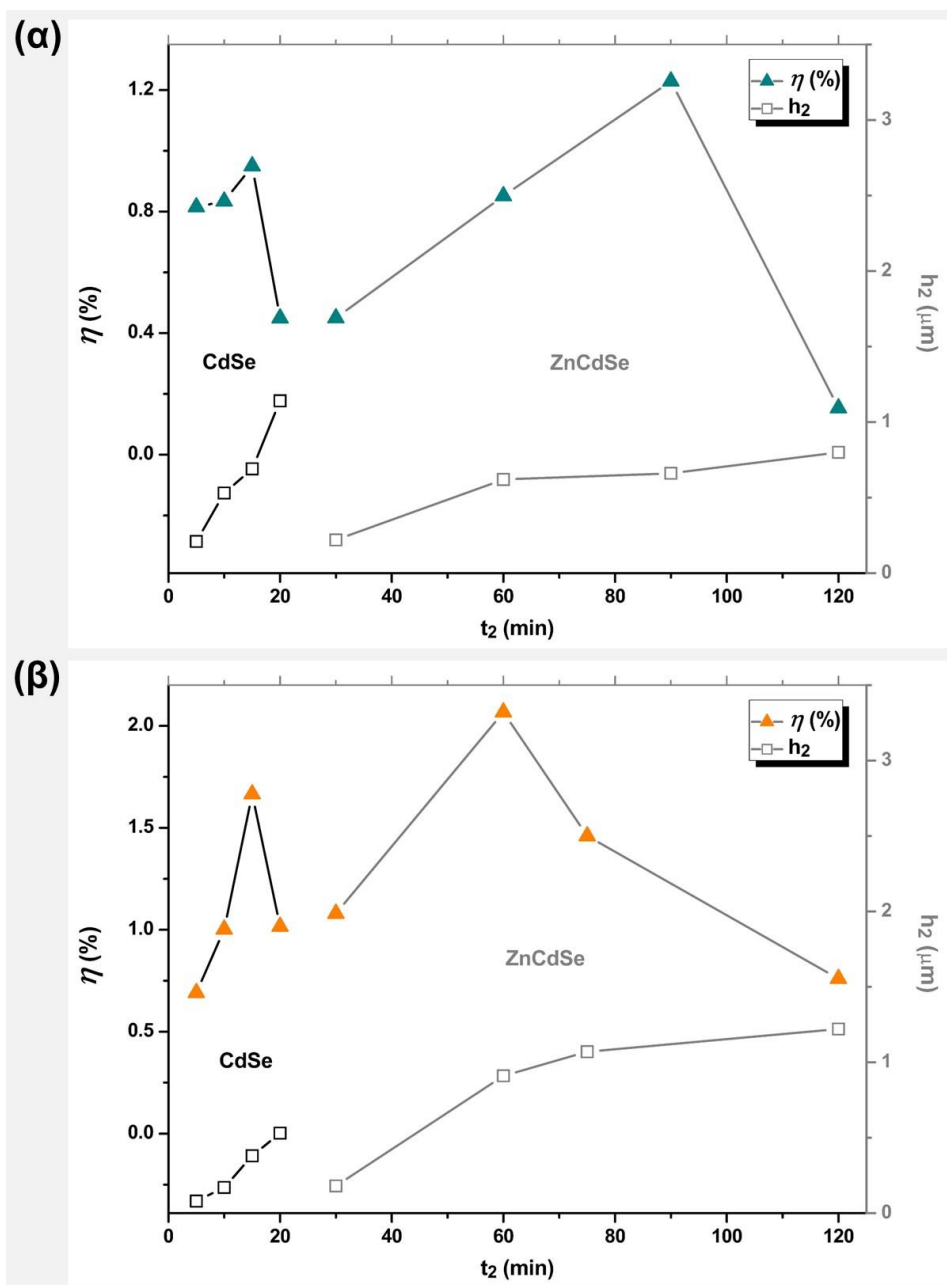 (α)
η (%)
h₂
1.2
0.8
0.4
0.0
η (%)
CdSe
ZnCdSe
3
2
1
0
h₂ (μm)
0 20 40 60 80 100 120
t₂ (min)
(β)
η (%)
h₂
2.0
1.5
1.0
0.5
0.0
η (%)
ZnCdSe
CdSe
3
2
1
0
h₂ (μm)
0 20 40 60 80 100 120
t₂ (min)